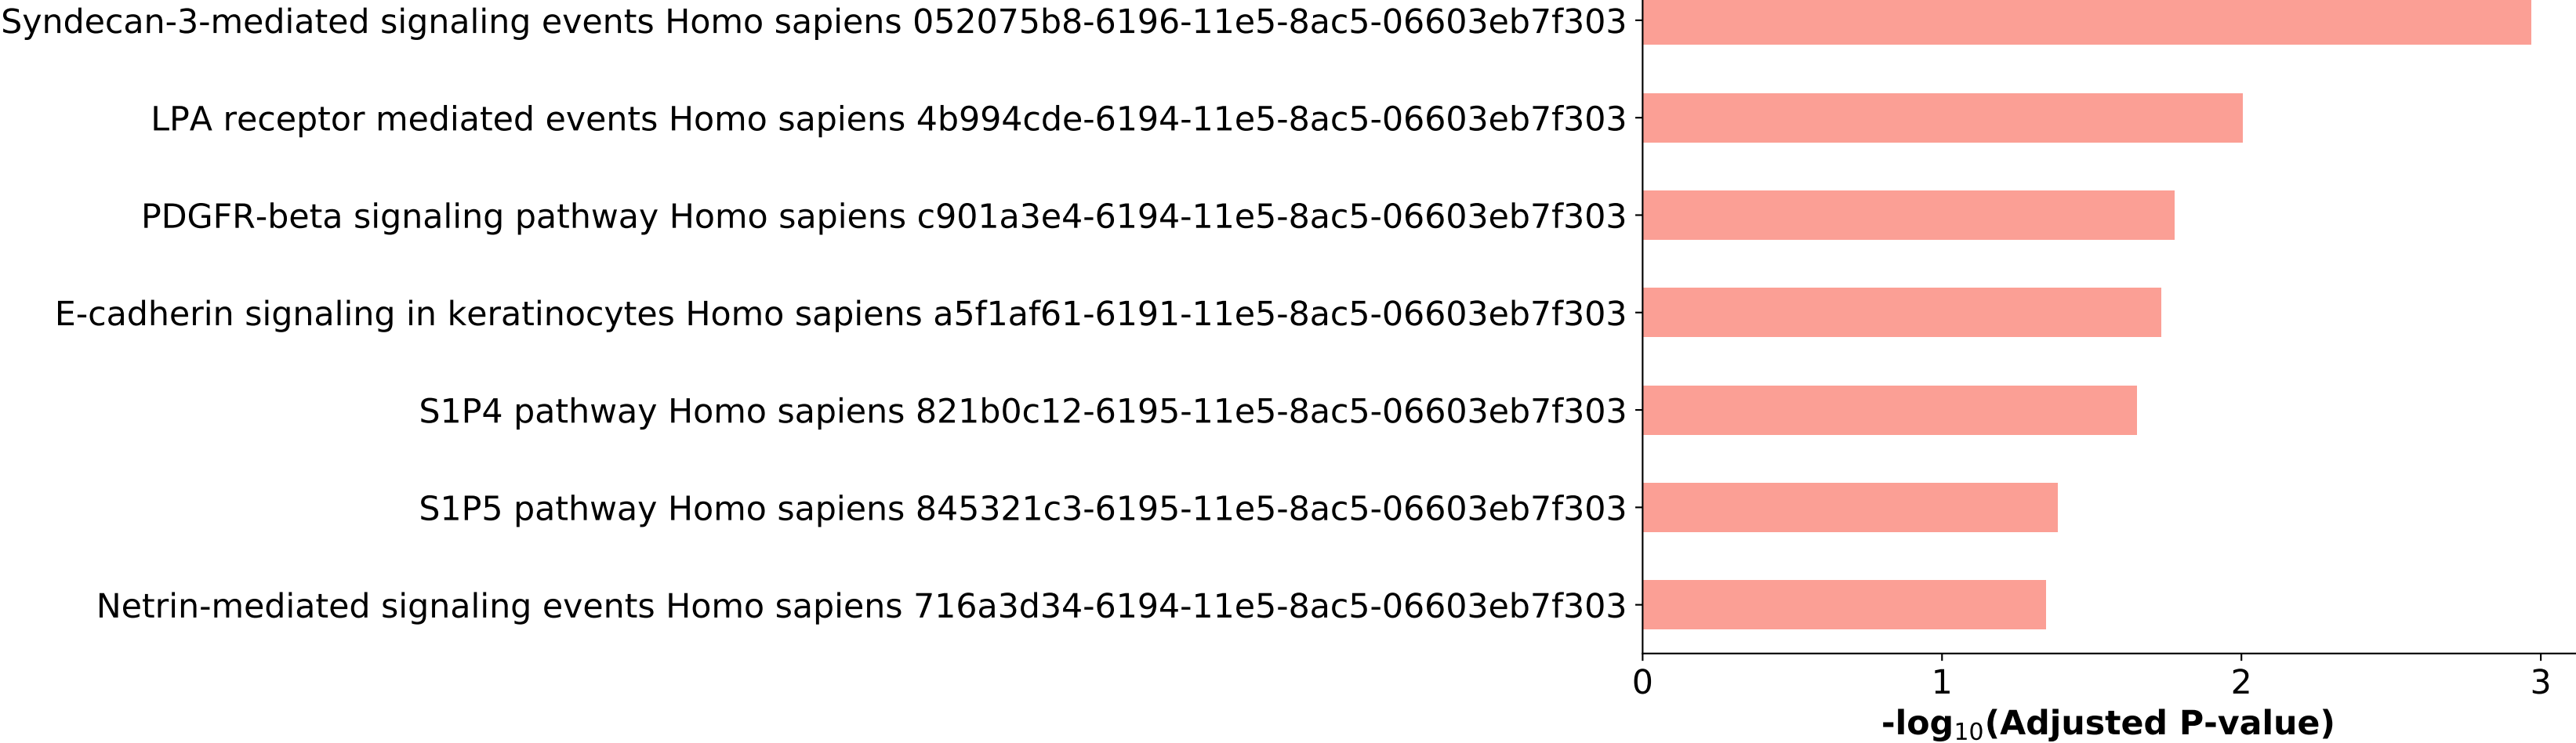 Syndecan-3-mediated signaling events Homo sapiens 052075b8-6196-11e5-8ac5-06603eb7f303
LPA receptor mediated events Homo sapiens 4b994cde-6194-11e5-8ac5-06603eb7f303
PDGFR-beta signaling pathway Homo sapiens c901a3e4-6194-11e5-8ac5-06603eb7f303
E-cadherin signaling in keratinocytes Homo sapiens a5f1af61-6191-11e5-8ac5-06603eb7f303
S1P4 pathway Homo sapiens 821b0c12-6195-11e5-8ac5-06603eb7f303
S1P5 pathway Homo sapiens 845321c3-6195-11e5-8ac5-06603eb7f303
Netrin-mediated signaling events Homo sapiens 716a3d34-6194-11e5-8ac5-06603eb7f303
0 1 2 3
-log₁₀(Adjusted P-value)